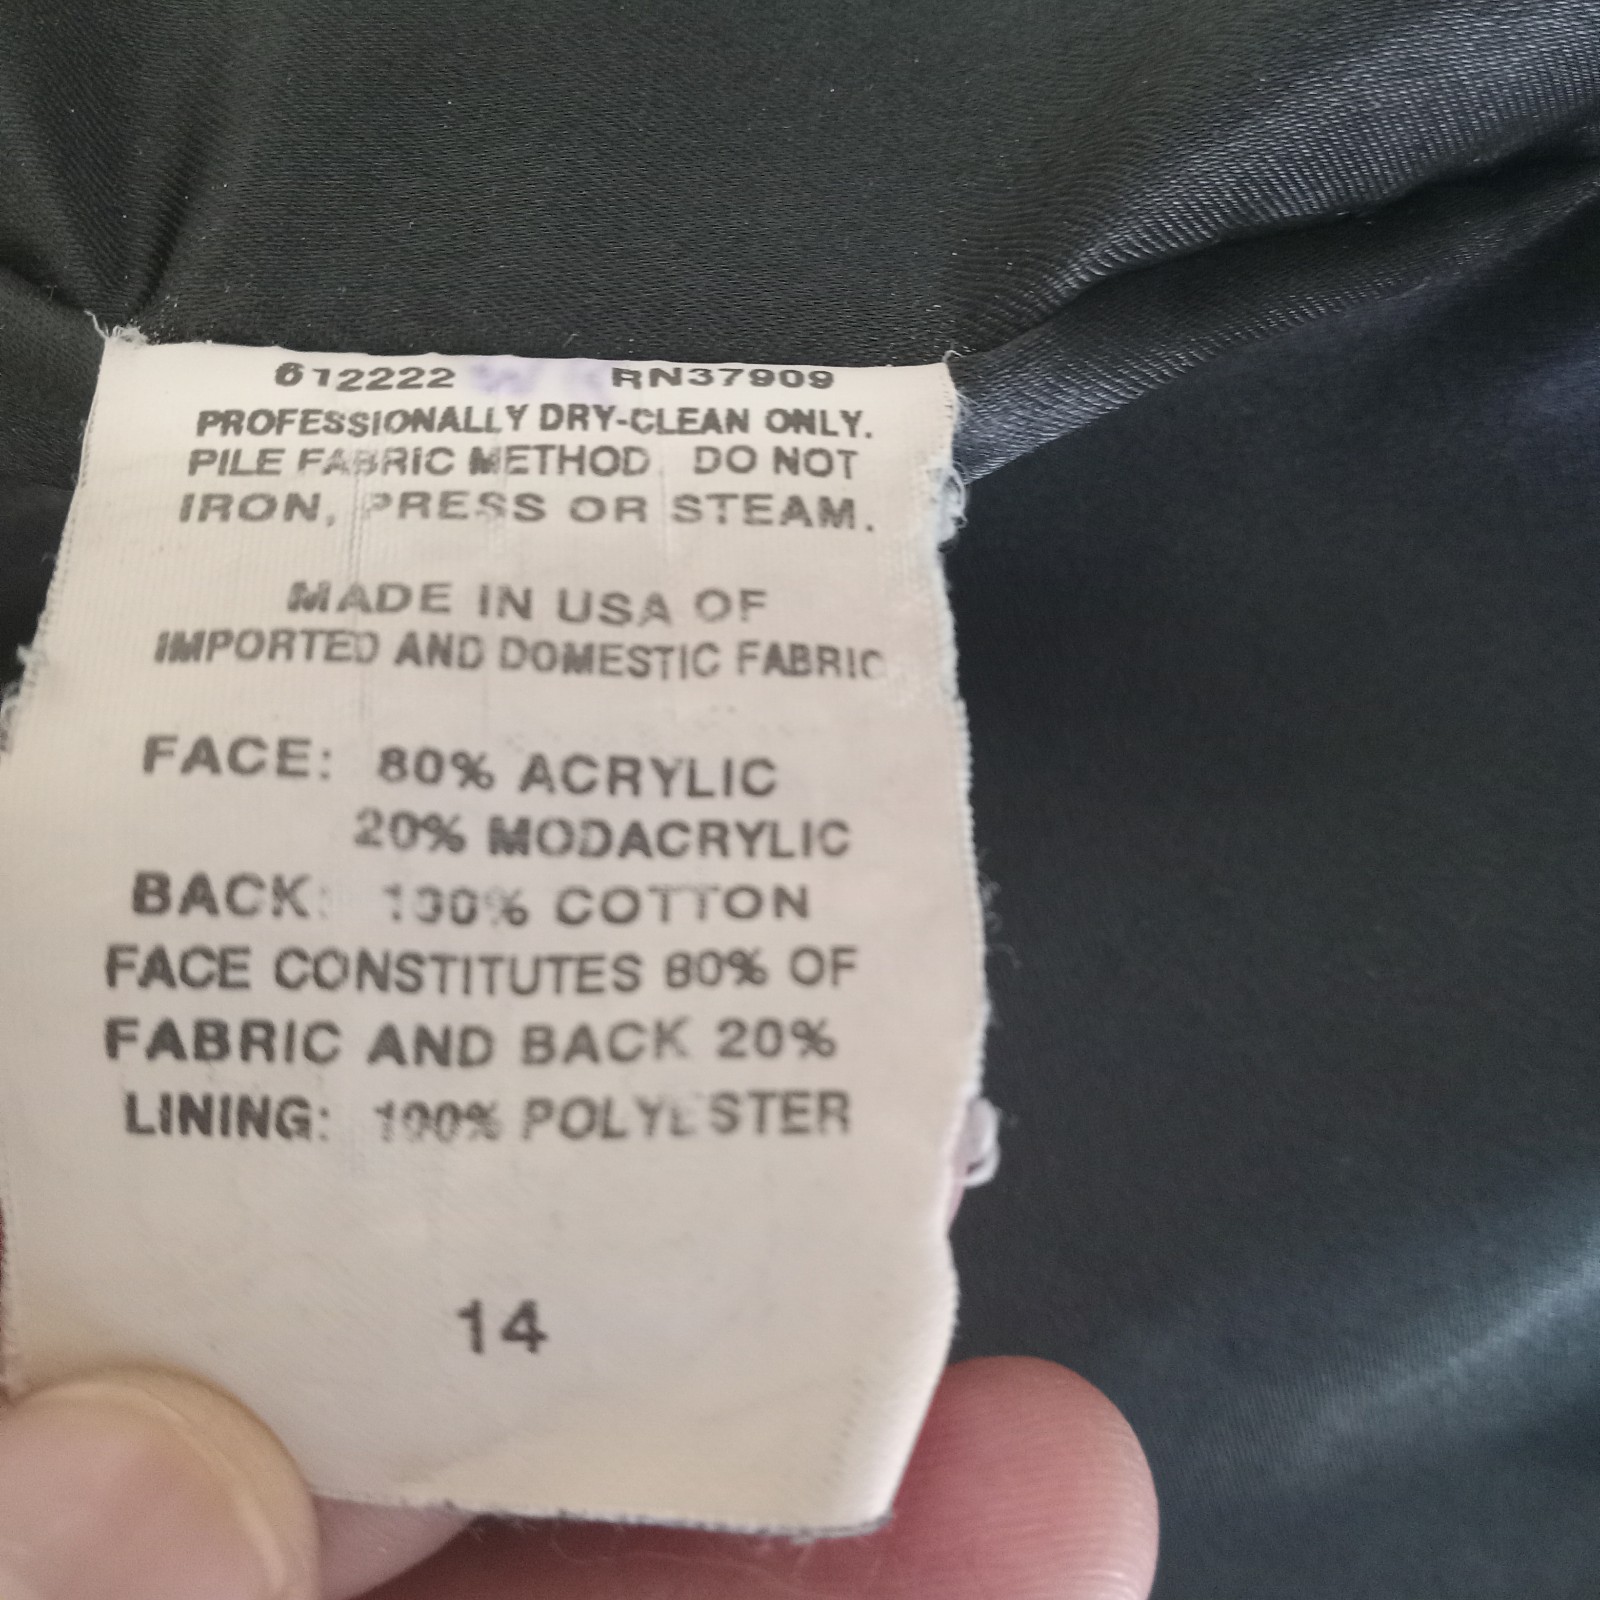 612222 RN37909
PROFESSIONALLY DRY-CLEAN ONLY.
PILE FABRIC METHOD DO NOT
IRON, PRESS OR STEAM.
MADE IN USA OF
IMPORTED AND DOMESTIC FABRIC
FACE: 80% ACRYLIC
20% MODACRYLIC
BACK: 100% COTTON
FACE CONSTITUTES 80% OF
FABRIC AND BACK 20%
LINING: 100% POLYESTER
14